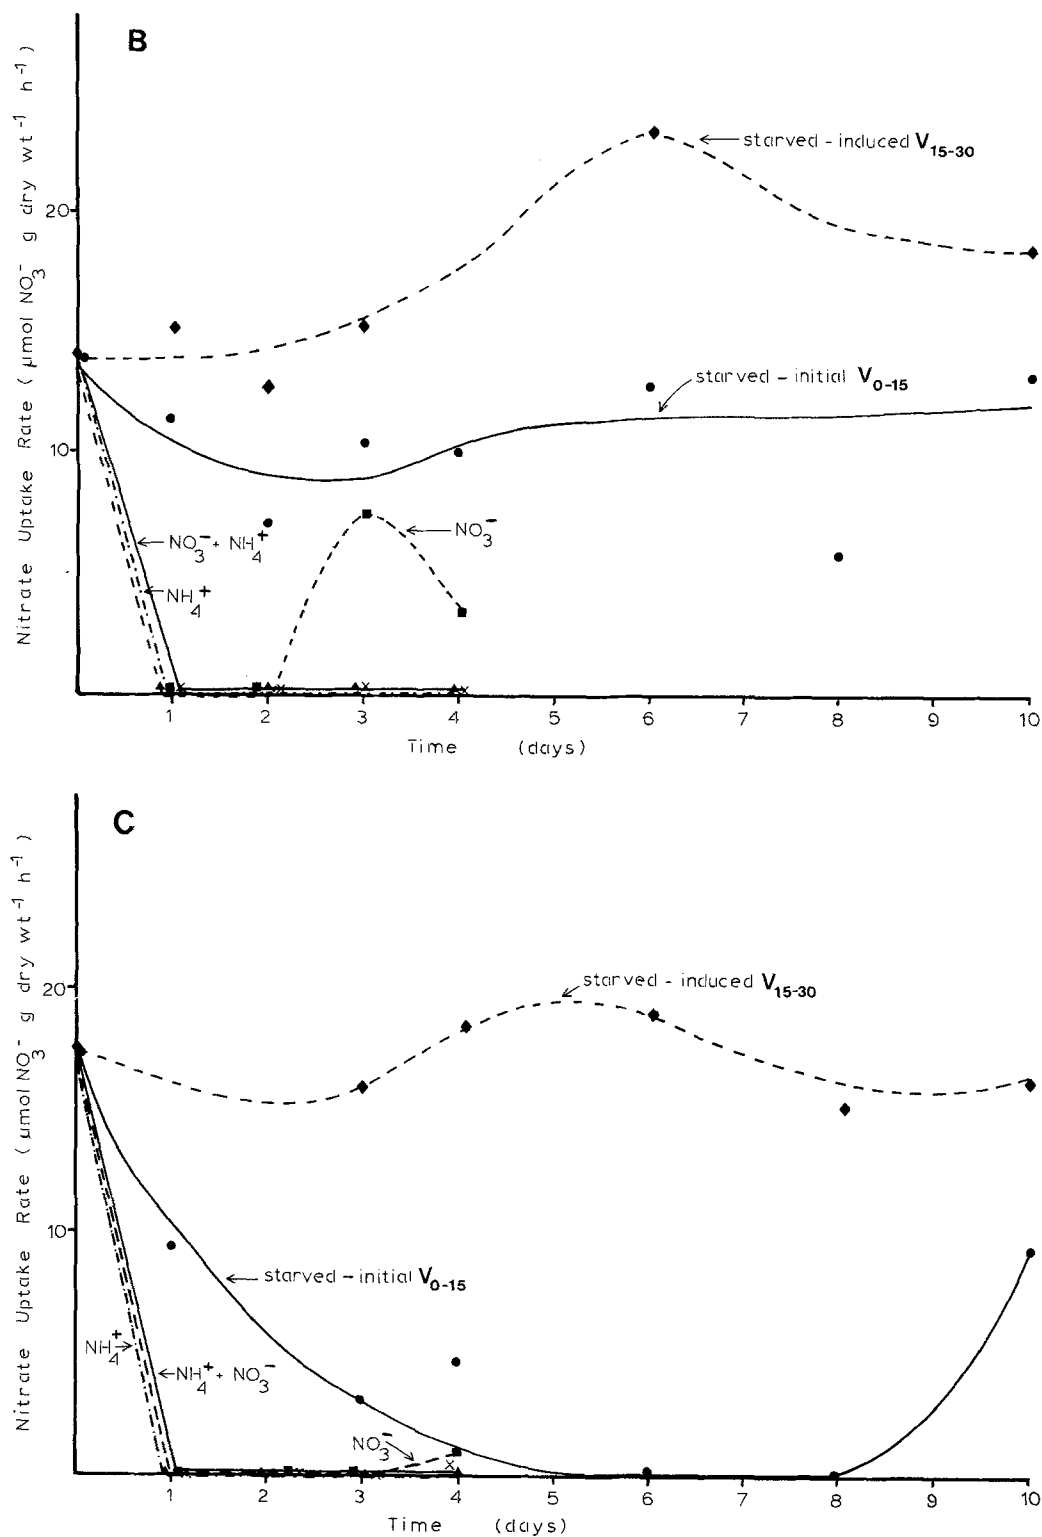 B
Nitrate Uptake Rate ( μmol NO₃⁻ g dry wt⁻¹ h⁻¹ )
starved - induced V₁₅₋₃₀
20
starved - initial V₀₋₁₅
10
NO₃⁻
NO₃⁻ + NH₄⁺
NH₄⁺
1 2 3 4 5 6 7 8 9 10
Time (days)
C
Nitrate Uptake Rate ( μmol NO₃⁻ g dry wt⁻¹ h⁻¹ )
starved - induced V₁₅₋₃₀
20
10
starved - initial V₀₋₁₅
NH₄⁺
NH₄⁺ + NO₃⁻
NO₃⁻
1 2 3 4 5 6 7 8 9 10
Time (days)